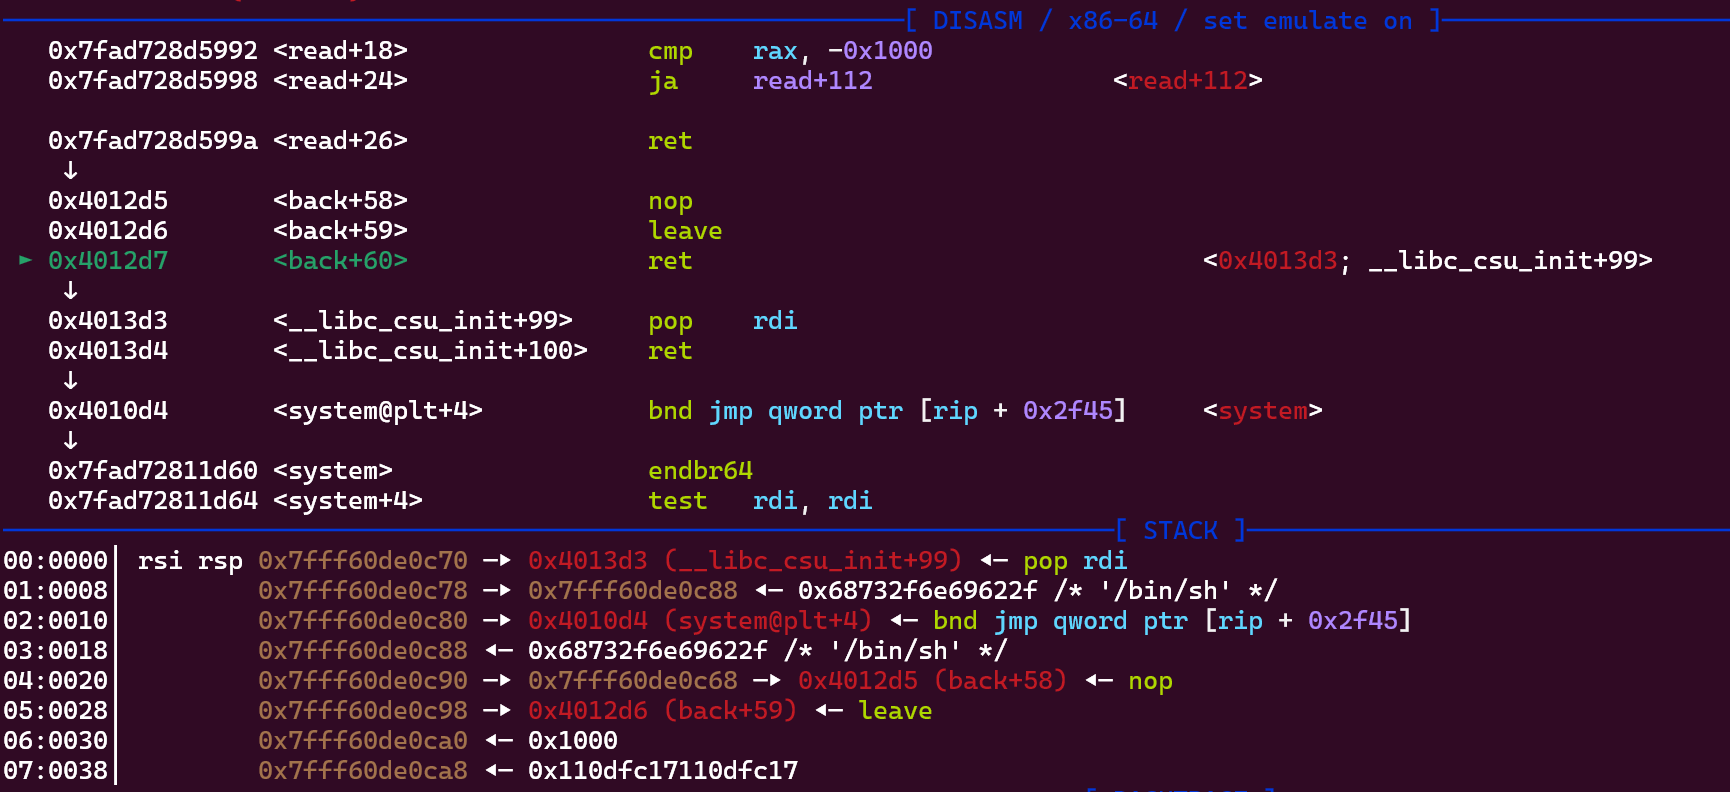 [ DISASM / x86-64 / set emulate on ]
0x7fad728d5992 <read+18> cmp rax, -0x1000
0x7fad728d5998 <read+24> ja read+112 <read+112>
0x7fad728d599a <read+26> ret
↓
0x4012d5 <back+58> nop
0x4012d6 <back+59> leave
► 0x4012d7 <back+60> ret <0x4013d3; __libc_csu_init+99>
↓
0x4013d3 <__libc_csu_init+99> pop rdi
0x4013d4 <__libc_csu_init+100> ret
↓
0x4010d4 <system@plt+4> bnd jmp qword ptr [rip + 0x2f45] <system>
↓
0x7fad72811d60 <system> endbr64
0x7fad72811d64 <system+4> test rdi, rdi
[ STACK ]
00:0000│ rsi rsp 0x7fff60de0c70 —▸ 0x4013d3 (__libc_csu_init+99) ◂— pop rdi
01:0008│ 0x7fff60de0c78 —▸ 0x7fff60de0c88 ◂— 0x68732f6e69622f /* '/bin/sh' */
02:0010│ 0x7fff60de0c80 —▸ 0x4010d4 (system@plt+4) ◂— bnd jmp qword ptr [rip + 0x2f45]
03:0018│ 0x7fff60de0c88 ◂— 0x68732f6e69622f /* '/bin/sh' */
04:0020│ 0x7fff60de0c90 —▸ 0x7fff60de0c68 —▸ 0x4012d5 (back+58) ◂— nop
05:0028│ 0x7fff60de0c98 —▸ 0x4012d6 (back+59) ◂— leave
06:0030│ 0x7fff60de0ca0 ◂— 0x1000
07:0038│ 0x7fff60de0ca8 ◂— 0x110dfc17110dfc17